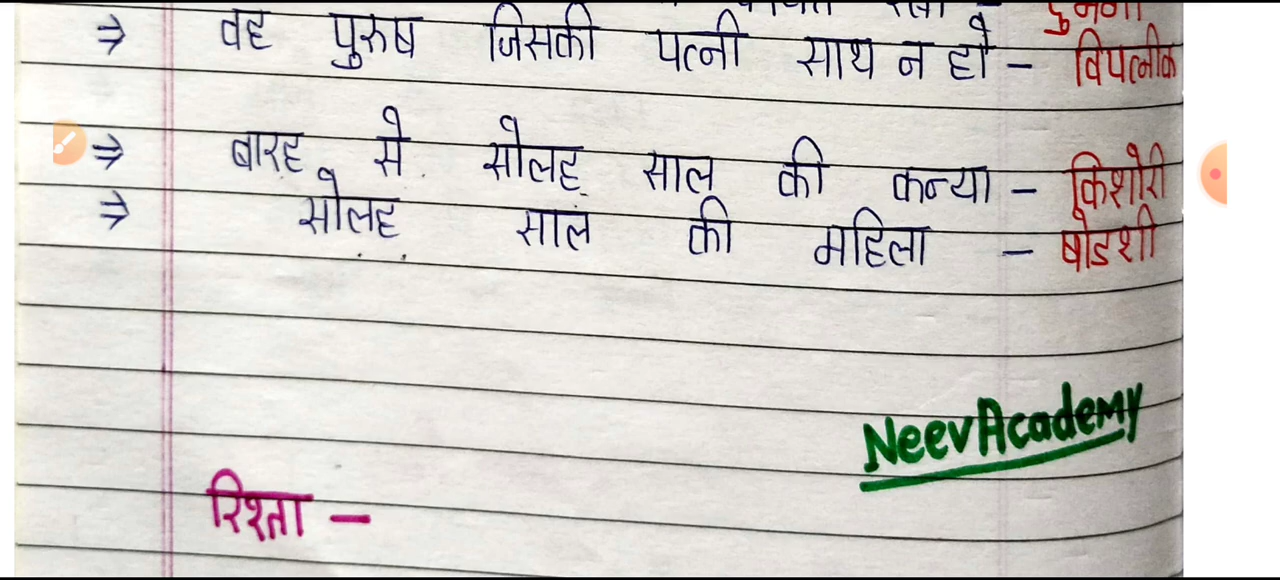 ⇒ वह पुरुष जिसकी पत्नी साथ न हो – विपत्नीक
⇒ बारह से सोलह साल की कन्या – किशोरी
⇒ सोलह साल की महिला – षोडशी
NeevAcademy
रिश्ता –